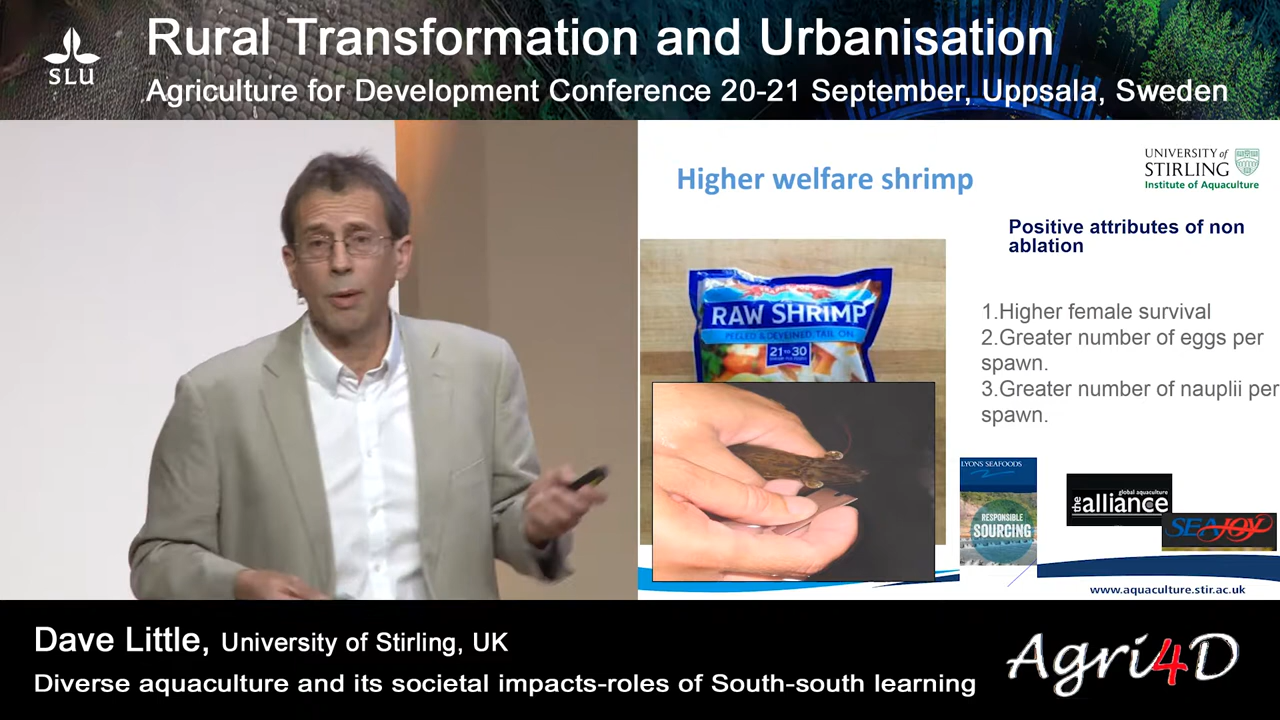 Rural Transformation and Urbanisation
SLU
Agriculture for Development Conference 20-21 September, Uppsala, Sweden
Higher welfare shrimp
UNIVERSITY of
STIRLING
Institute of Aquaculture
Positive attributes of non
ablation
RAW SHRIMP
PEELED & DEVEINED, TAIL ON
21 TO 30
1.Higher female survival
2.Greater number of eggs per
spawn.
3.Greater number of nauplii per
spawn.
LYONS SEAFOODS
RESPONSIBLE
SOURCING
global aquaculture
the alliance
SEAJOY
www.aquaculture.stir.ac.uk
Dave Little, University of Stirling, UK
Diverse aquaculture and its societal impacts-roles of South-south learning
Agri4D